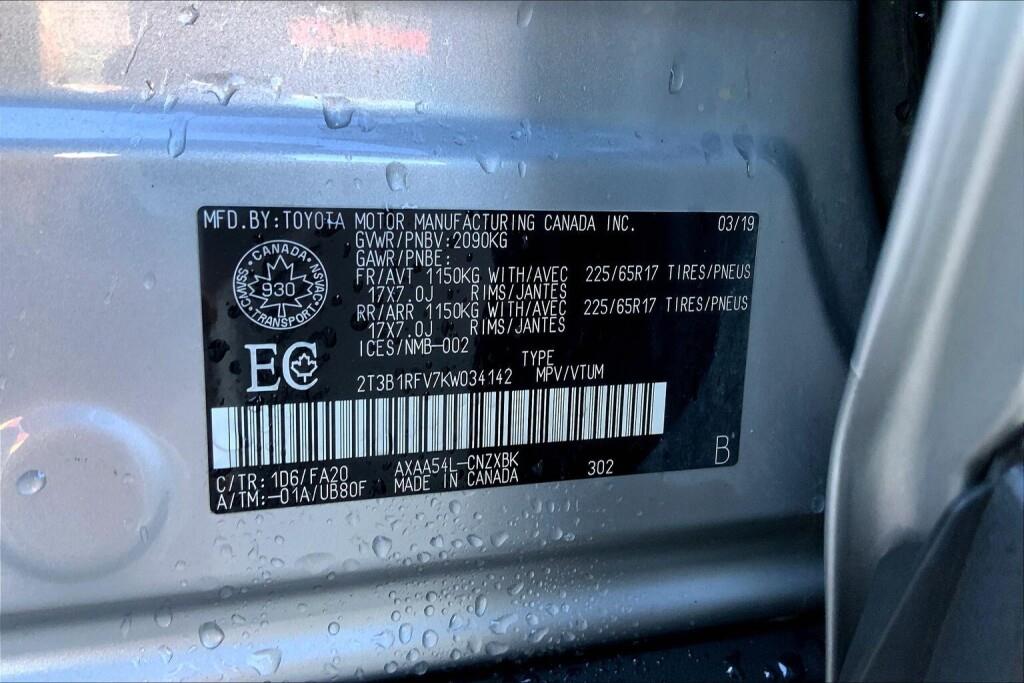 MFD.BY:TOYOTA MOTOR MANUFACTURING CANADA INC. 03/19
GVWR/PNBV:2090KG
GAWR/PNBE:
FR/AVT 1150KG WITH/AVEC 225/65R17 TIRES/PNEUS
17X7.0J RIMS/JANTES
RR/ARR 1150KG WITH/AVEC 225/65R17 TIRES/PNEUS
17X7.0J RIMS/JANTES
ICES/NMB-002
CANADA
CMVSS
930
NSVAC
TRANSPORT
EC
TYPE
2T3B1RFV7KW034142 MPV/VTUM
C/TR: 1D6/FA20 AXAA54L-CNZXBK 302 B
A/TM:-01A/UB80F MADE IN CANADA